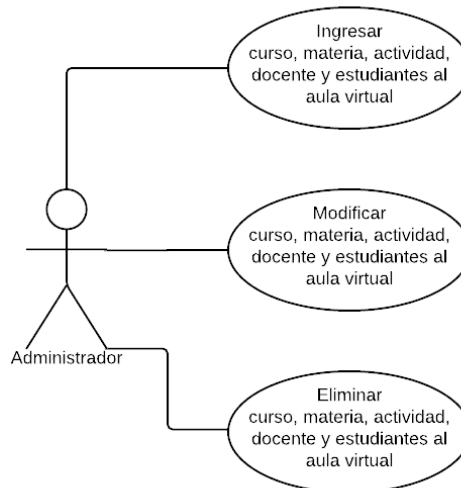 Ingresar
curso, materia, actividad,
docente y estudiantes al
aula virtual
Modificar
curso, materia, actividad,
docente y estudiantes al
aula virtual
Administrador
Eliminar
curso, materia, actividad,
docente y estudiantes al
aula virtual